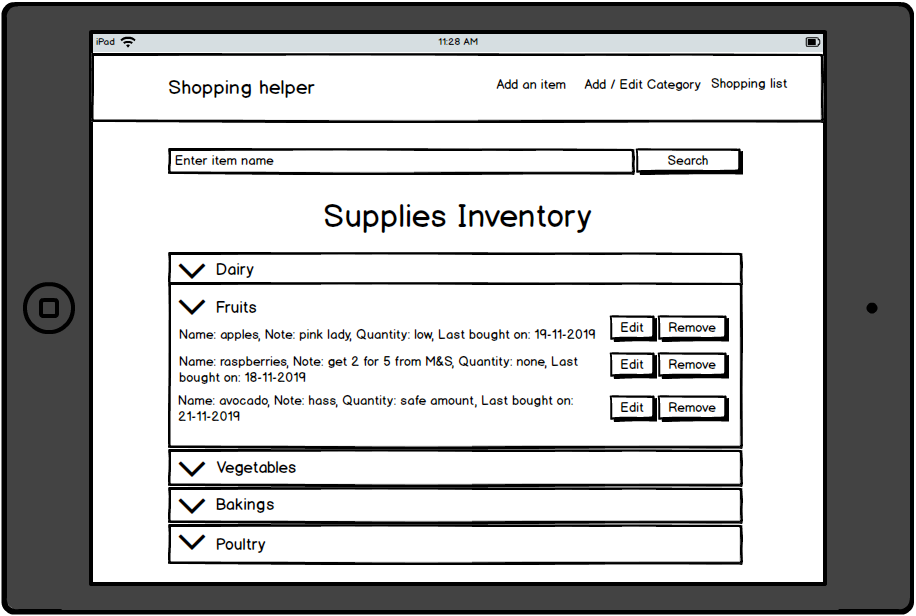 iPad 11:28 AM
Shopping helper Add an item Add / Edit Category Shopping list
Enter item name Search
Supplies Inventory
Dairy
Fruits
Name: apples, Note: pink lady, Quantity: low, Last bought on: 19-11-2019 Edit Remove
Name: raspberries, Note: get 2 for 5 from M&S, Quantity: none, Last
bought on: 18-11-2019
Edit Remove
Name: avocado, Note: hass, Quantity: safe amount, Last bought on:
21-11-2019
Edit Remove
Vegetables
Bakings
Poultry